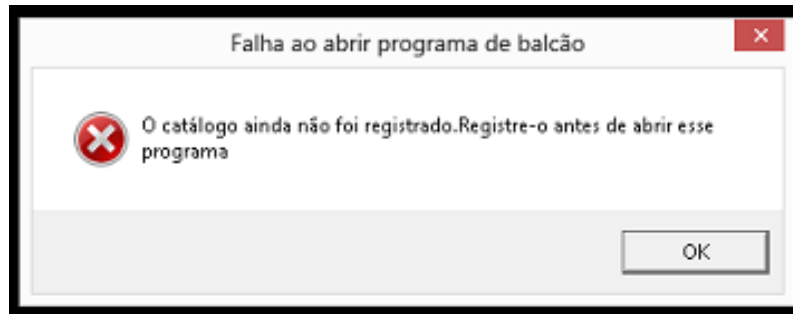 Falha ao abrir programa de balcão
O catálogo ainda não foi registrado.Registre-o antes de abrir esse
programa
OK